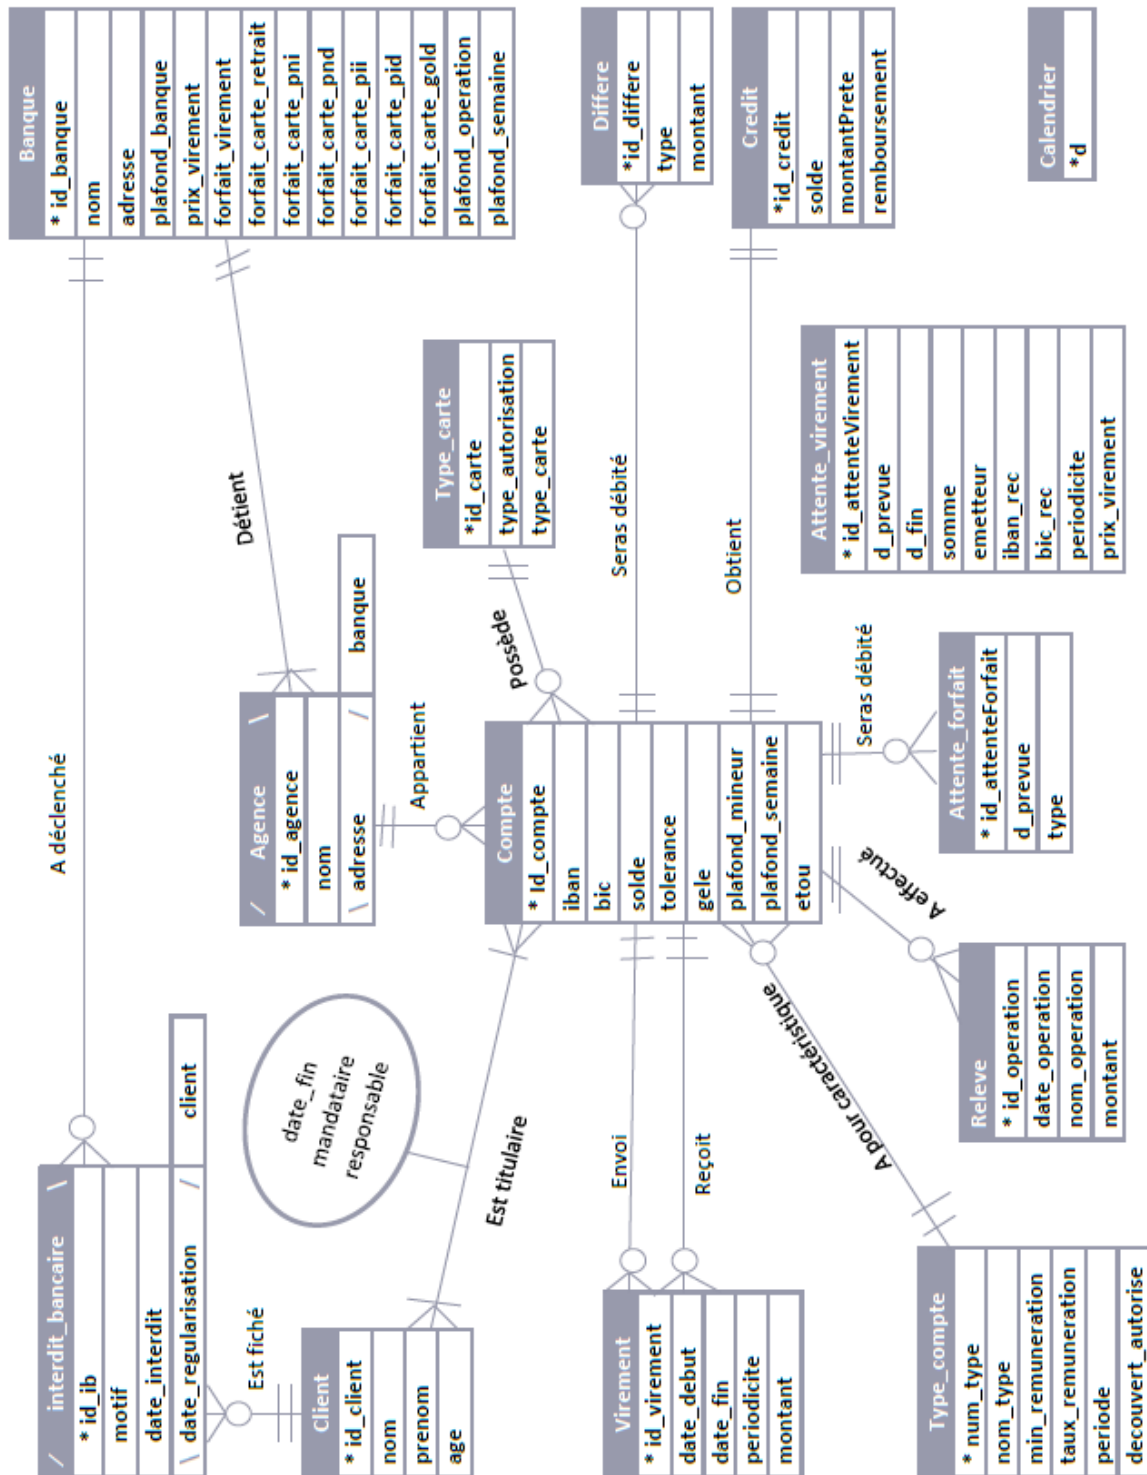 interdit_bancaire
* id_ib
motif
date_interdit
date_regularisation
client
A déclenché
Banque
* id_banque
nom
adresse
plafond_banque
prix_virement
forfait_virement
forfait_carte_retrait
forfait_carte_pni
forfait_carte_pnd
forfait_carte_pii
forfait_carte_pid
forfait_carte_gold
plafond_operation
plafond_semaine
Est fiché
Agence
* id_agence
nom
adresse
banque
Détient
Client
* id_client
nom
prenom
age
date_fin
mandataire
responsable
Est titulaire
Appartient
Type_carte
*id_carte
type_autorisation
type_carte
possède
Compte
* Id_compte
iban
bic
solde
tolerance
gele
plafond_mineur
plafond_semaine
etou
Virement
* id_virement
date_debut
date_fin
periodicite
montant
Envoi
Reçoit
Seras débité
Differe
*id_differe
type
montant
Obtient
Credit
*id_credit
solde
montantPrete
remboursement
A pour caractéristique
A effectué
Seras débité
Attente_virement
* id_attenteVirement
d_prevue
d_fin
somme
emetteur
iban_rec
bic_rec
periodicite
prix_virement
Type_compte
* num_type
nom_type
min_remuneration
taux_remuneration
periode
decouvert_autorise
Releve
* id_operation
date_operation
nom_operation
montant
Attente_forfait
* id_attenteForfait
d_prevue
type
Calendrier
*d